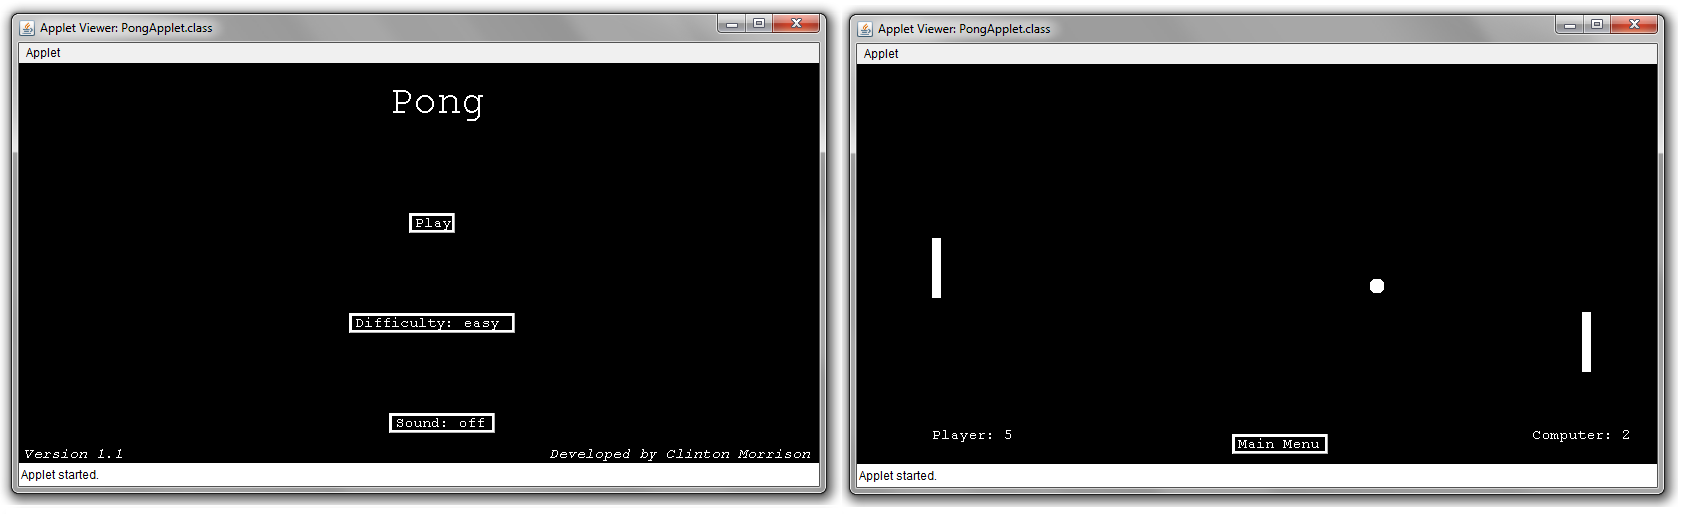 Applet Viewer: PongApplet.class
Applet
Pong
Play
Difficulty: easy
Sound: off
Version 1.1
Developed by Clinton Morrison
Applet started.
Applet Viewer: PongApplet.class
Applet
Player: 5
Main Menu
Computer: 2
Applet started.